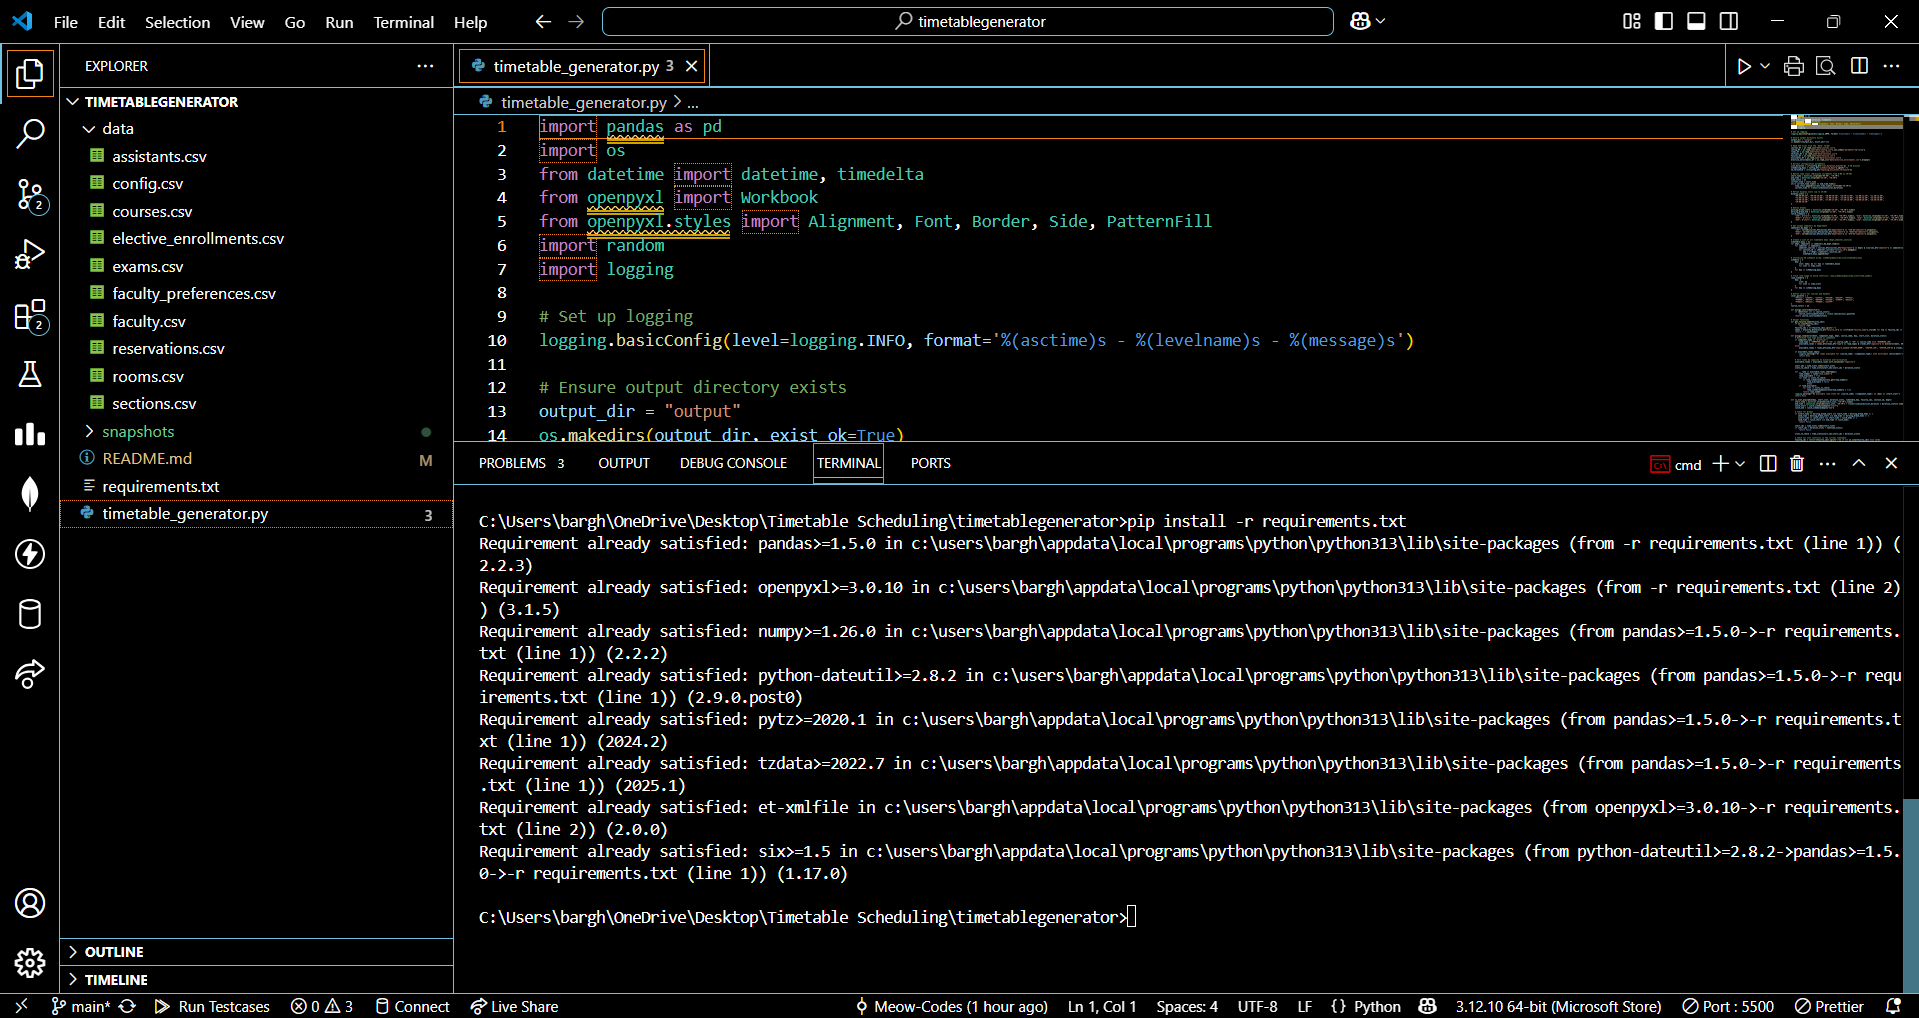 File Edit Selection View Go Run Terminal Help
timetablegenerator
EXPLORER
TIMETABLEGENERATOR
data
assistants.csv
config.csv
courses.csv
elective_enrollments.csv
exams.csv
faculty_preferences.csv
faculty.csv
reservations.csv
rooms.csv
sections.csv
snapshots
README.md M
requirements.txt
timetable_generator.py 3
OUTLINE
TIMELINE
2
2
timetable_generator.py 3
timetable_generator.py > ...
1 import pandas as pd
2 import os
3 from datetime import datetime, timedelta
4 from openpyxl import Workbook
5 from openpyxl.styles import Alignment, Font, Border, Side, PatternFill
6 import random
7 import logging
8
9 # Set up logging
10 logging.basicConfig(level=logging.INFO, format='%(asctime)s - %(levelname)s - %(message)s')
11
12 # Ensure output directory exists
13 output_dir = "output"
14 os.makedirs(output_dir, exist_ok=True)
PROBLEMS 3 OUTPUT DEBUG CONSOLE TERMINAL PORTS
cmd
C:\Users\bargh\OneDrive\Desktop\Timetable Scheduling\timetablegenerator>pip install -r requirements.txt
Requirement already satisfied: pandas>=1.5.0 in c:\users\bargh\appdata\local\programs\python\python313\lib\site-packages (from -r requirements.txt (line 1)) (
2.2.3)
Requirement already satisfied: openpyxl>=3.0.10 in c:\users\bargh\appdata\local\programs\python\python313\lib\site-packages (from -r requirements.txt (line 2)
) (3.1.5)
Requirement already satisfied: numpy>=1.26.0 in c:\users\bargh\appdata\local\programs\python\python313\lib\site-packages (from pandas>=1.5.0->-r requirements.
txt (line 1)) (2.2.2)
Requirement already satisfied: python-dateutil>=2.8.2 in c:\users\bargh\appdata\local\programs\python\python313\lib\site-packages (from pandas>=1.5.0->-r requ
irements.txt (line 1)) (2.9.0.post0)
Requirement already satisfied: pytz>=2020.1 in c:\users\bargh\appdata\local\programs\python\python313\lib\site-packages (from pandas>=1.5.0->-r requirements.t
xt (line 1)) (2024.2)
Requirement already satisfied: tzdata>=2022.7 in c:\users\bargh\appdata\local\programs\python\python313\lib\site-packages (from pandas>=1.5.0->-r requirements
.txt (line 1)) (2025.1)
Requirement already satisfied: et-xmlfile in c:\users\bargh\appdata\local\programs\python\python313\lib\site-packages (from openpyxl>=3.0.10->-r requirements.
txt (line 2)) (2.0.0)
Requirement already satisfied: six>=1.5 in c:\users\bargh\appdata\local\programs\python\python313\lib\site-packages (from python-dateutil>=2.8.2->pandas>=1.5.
0->-r requirements.txt (line 1)) (1.17.0)
C:\Users\bargh\OneDrive\Desktop\Timetable Scheduling\timetablegenerator>
main* Run Testcases 0 3 Connect Live Share Meow-Codes (1 hour ago) Ln 1, Col 1 Spaces: 4 UTF-8 LF {} Python 3.12.10 64-bit (Microsoft Store) Port : 5500 Prettier